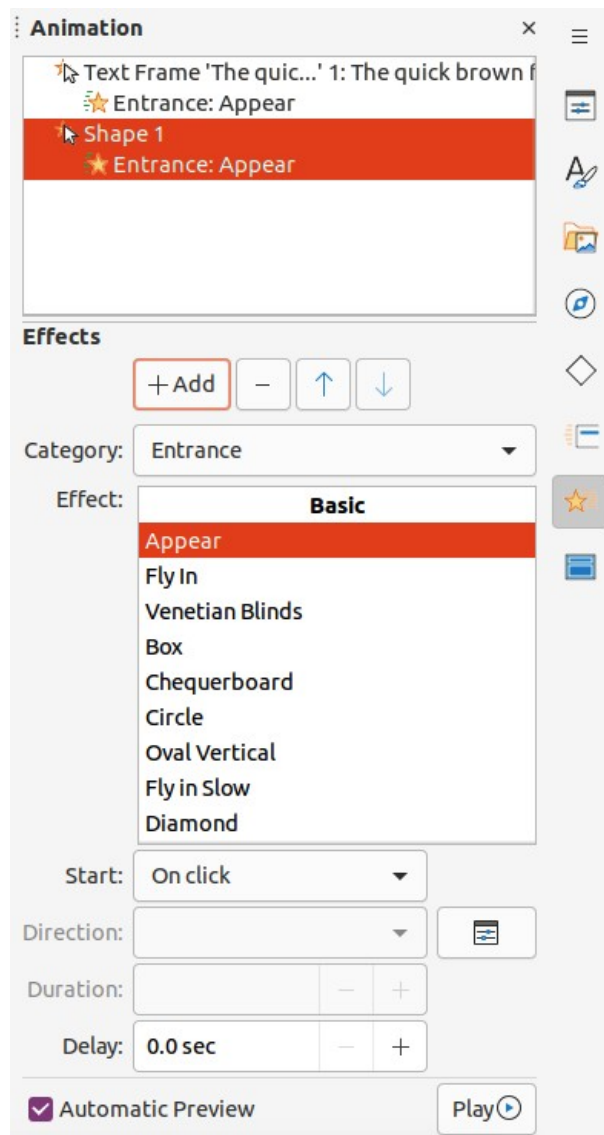 Animation
Text Frame 'The quic...' 1: The quick brown f
Entrance: Appear
Shape 1
Entrance: Appear
Effects
+ Add
Category: Entrance
Effect: Basic
Appear
Fly In
Venetian Blinds
Box
Chequerboard
Circle
Oval Vertical
Fly in Slow
Diamond
Start: On click
Direction:
Duration:
Delay: 0.0 sec
Automatic Preview Play